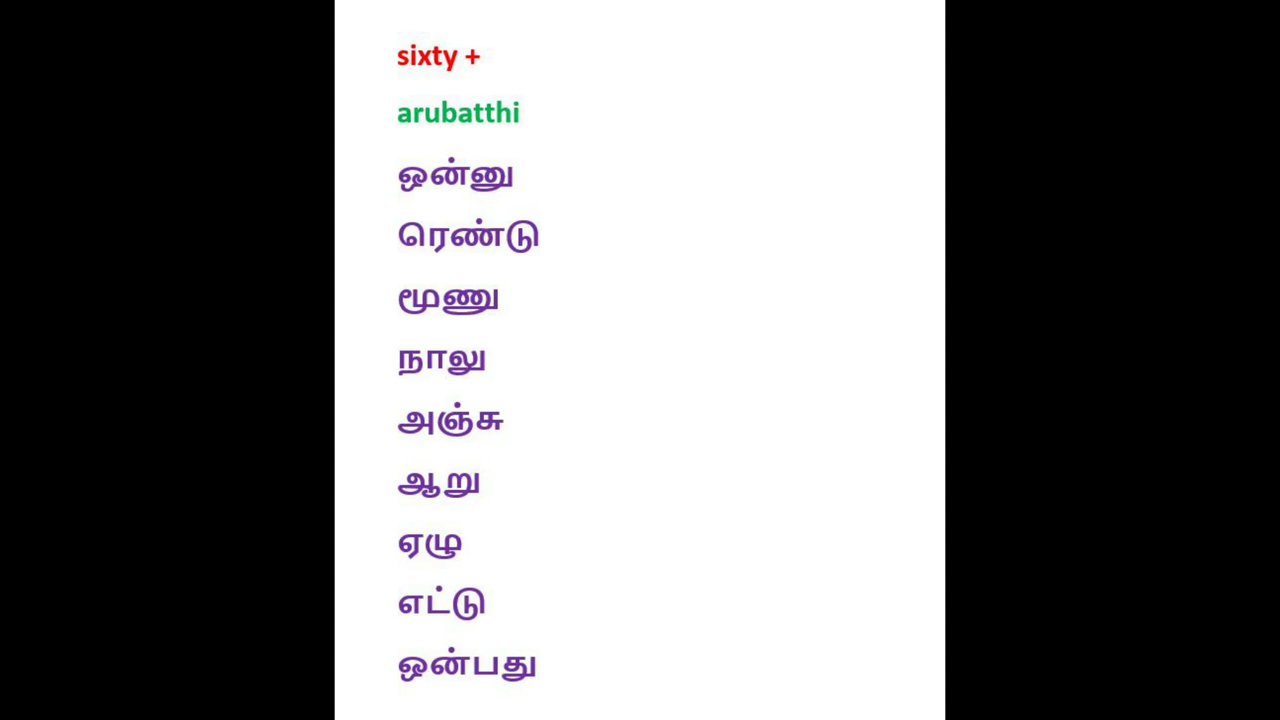 sixty +
arubatthi
ஒன்னு
ரெண்டு
மூணு
நாலு
அஞ்சு
ஆறு
ஏழு
எட்டு
ஒன்பது